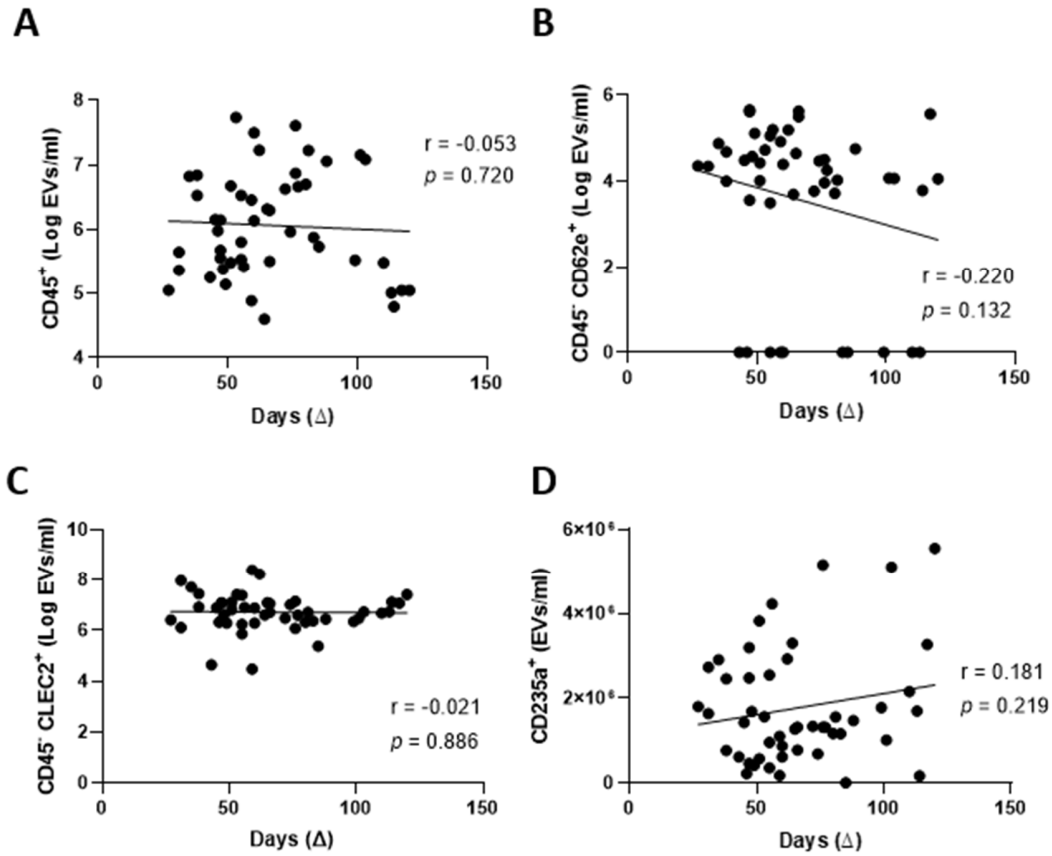 A
CD45⁺ (Log EVs/ml)
8
7
6
5
4
0
50
100
150
Days (Δ)
r = -0.053
p = 0.720
B
CD45⁻ CD62e⁺ (Log EVs/ml)
6
4
2
0
0
50
100
150
Days (Δ)
r = -0.220
p = 0.132
C
CD45⁻ CLEC2⁺ (Log EVs/ml)
10
8
6
4
2
0
0
50
100
150
Days (Δ)
r = -0.021
p = 0.886
D
CD235a⁺ (EVs/ml)
6×10⁶
4×10⁶
2×10⁶
0
0
50
100
150
Days (Δ)
r = 0.181
p = 0.219